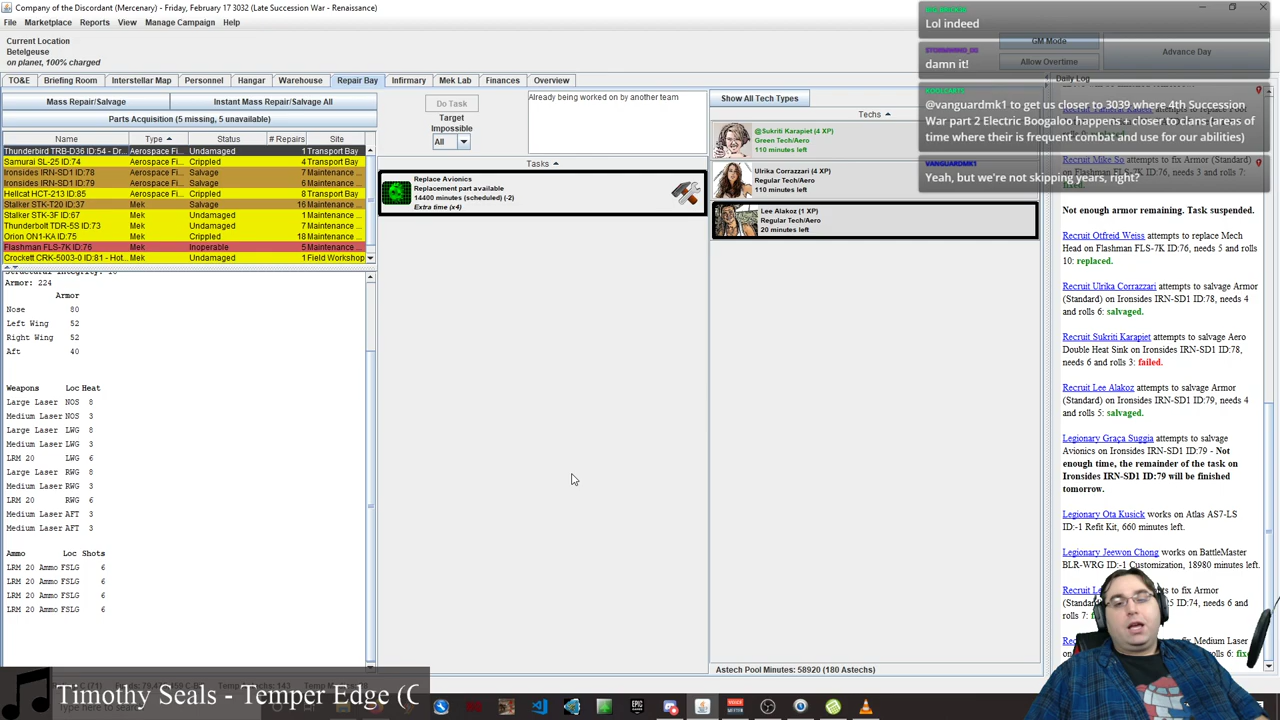 Company of the Discordant (Mercenary) - Friday, February 17 3032 (Late Succession War - Renaissance)
File Marketplace Reports View Manage Campaign Help
Lol indeed
Current Location
Betelgeuse
on planet, 100% charged
GM Mode
Allow Overtime
Advance Day
damn it!
TO&E Briefing Room Interstellar Map Personnel Hangar Warehouse Repair Bay Infirmary Mek Lab Finances Overview
Daily Log
Mass Repair/Salvage Instant Mass Repair/Salvage All
Parts Acquisition (5 missing, 5 unavailable)
Do Task
Target
Impossible
All
Already being worked on by another team
Show All Tech Types
@vanguardmk1 to get us closer to 3039 where 4th Succession
War part 2 Electric Boogaloo happens + closer to clans (areas of
time where their is frequent combat and use for our abilities)
VANGUARDMK1
Yeah, but we're not skipping years, right?
Name Type Status # Repairs Site
Thunderbird TRB-D36 ID:54 - Dr... Aerospace Fi... Undamaged 1 Transport Bay
Samurai SL-25 ID:74 Aerospace Fi... Crippled 4 Transport Bay
Ironsides IRN-SD1 ID:78 Aerospace Fi... Salvage 7 Maintenance ...
Ironsides IRN-SD1 ID:79 Aerospace Fi... Salvage 6 Maintenance ...
Hellcat HCT-213 ID:85 Aerospace Fi... Crippled 8 Transport Bay
Stalker STK-T20 ID:37 Mek Salvage 16 Maintenance ...
Stalker STK-3F ID:67 Mek Undamaged 2 Maintenance ...
Thunderbolt TDR-5S ID:73 Mek Undamaged 1 Maintenance ...
Orion ON1-KA ID:75 Mek Crippled 18 Maintenance ...
Flashman FLS-7K ID:76 Mek Inoperable 5 Maintenance ...
Crockett CRK-5003-0 ID:81 - Hot... Mek Undamaged 1 Field Workshop
Tasks
Replace Avionics
Replacement part available
14400 minutes (scheduled) (-2)
Extra time (x4)
Techs
@Sukriti Karapiet (4 XP)
Green Tech/Aero
110 minutes left
Ulrika Corrazzari (4 XP)
Regular Tech/Aero
110 minutes left
Lee Alakoz (1 XP)
Regular Tech/Aero
20 minutes left
Armor: 224
Armor
Nose 80
Left Wing 52
Right Wing 52
Aft 40
Weapons Loc Heat
Large Laser NOS 8
Medium Laser NOS 3
Large Laser LWG 8
Medium Laser LWG 3
LRM 20 LWG 6
Large Laser RWG 8
Medium Laser RWG 3
LRM 20 RWG 6
Medium Laser AFT 3
Medium Laser AFT 3
Ammo Loc Shots
LRM 20 Ammo FSLG 6
LRM 20 Ammo FSLG 6
LRM 20 Ammo FSLG 6
LRM 20 Ammo FSLG 6
Not enough armor remaining. Task suspended.
Recruit Otfreid Weiss attempts to replace Mech
Head on Flashman FLS-7K ID:76, needs 5 and rolls
10: replaced.
Recruit Ulrika Corrazzari attempts to salvage Armor
(Standard) on Ironsides IRN-SD1 ID:78, needs 4
and rolls 6: salvaged.
Recruit Sukriti Karapiet attempts to salvage Aero
Double Heat Sink on Ironsides IRN-SD1 ID:78,
needs 6 and rolls 3: failed.
Recruit Lee Alakoz attempts to salvage Armor
(Standard) on Ironsides IRN-SD1 ID:79, needs 4
and rolls 5: salvaged.
Legionary Graça Suggia attempts to salvage
Avionics on Ironsides IRN-SD1 ID:79 - Not
enough time, the remainder of the task on
Ironsides IRN-SD1 ID:79 will be finished
tomorrow.
Legionary Ota Kusick works on Atlas AS7-LS
ID:-1 Refit Kit, 660 minutes left.
Legionary Jeewon Chong works on BattleMaster
BLR-WRG ID:-1 Customization, 18980 minutes left.
Astech Pool Minutes: 58920 (180 Astechs)
Timothy Seals - Temper Edge (